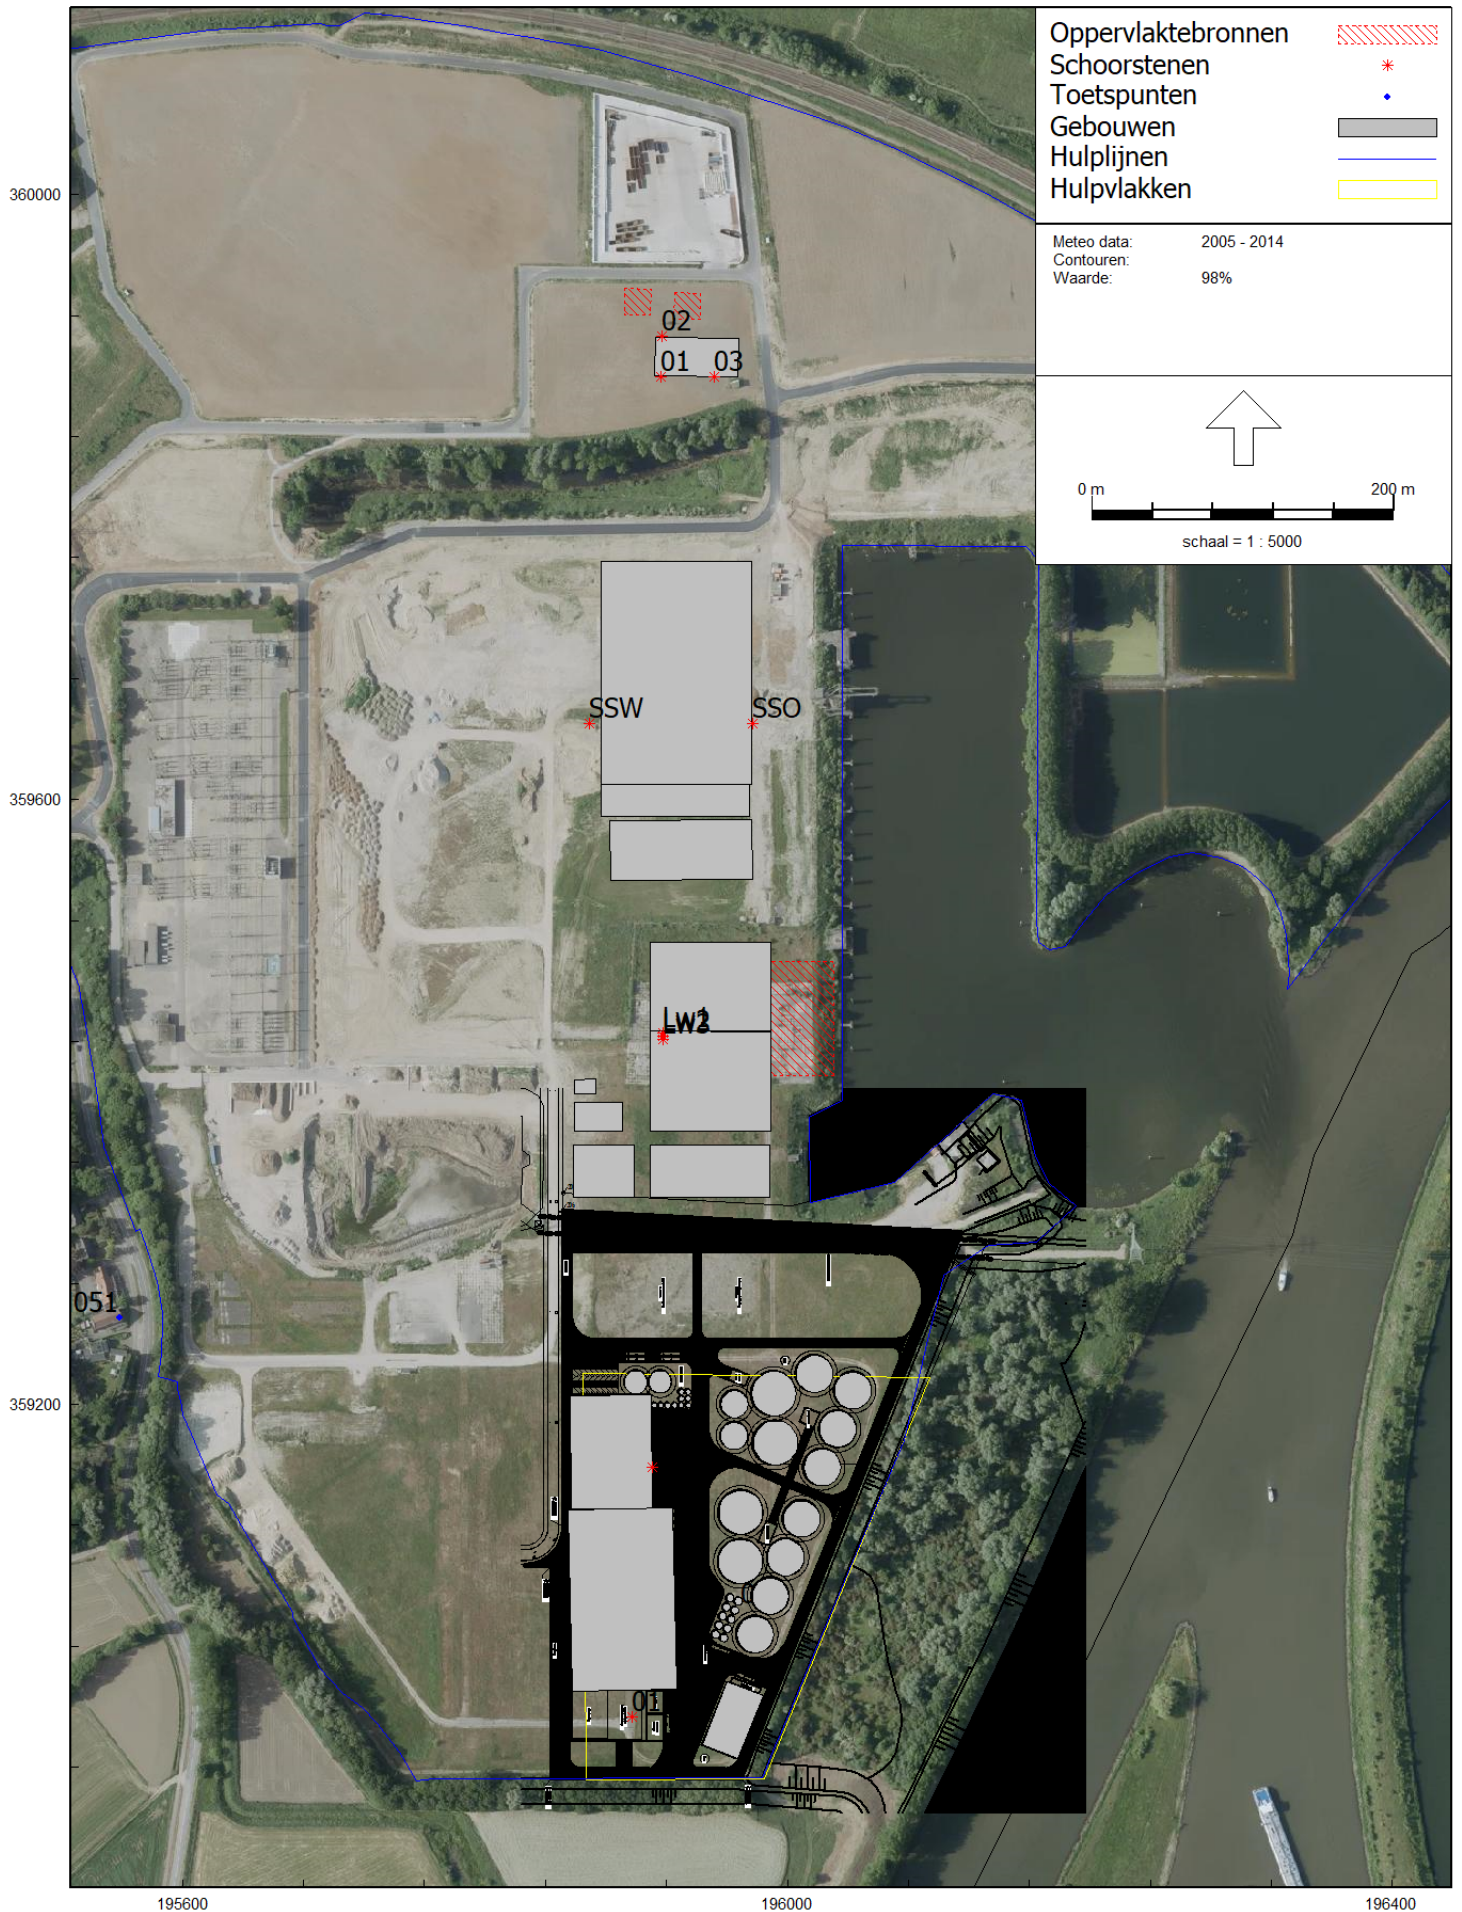 Oppervlaktebronnen
Schoorstenen
Toetspunten
Gebouwen
Hulplijnen
Hulpvlakken
Meteo data: 2005 - 2014
Contouren:
Waarde: 98%
0 m 200 m
schaal = 1 : 5000
360000
02
01 03
SSW SSO
359600
051
359200
01
195600 196000 196400